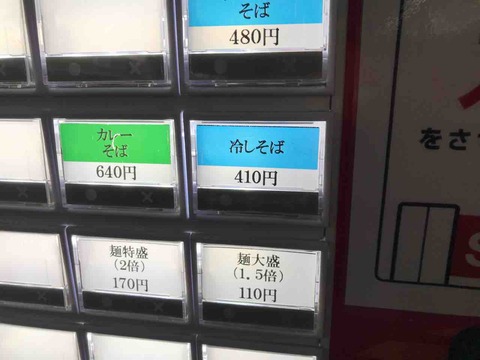 480円
カレー
そば
640円
冷しそば
410円
をさ
麺特盛
(2倍)
170円
麺大盛
(1.5倍)
110円
S